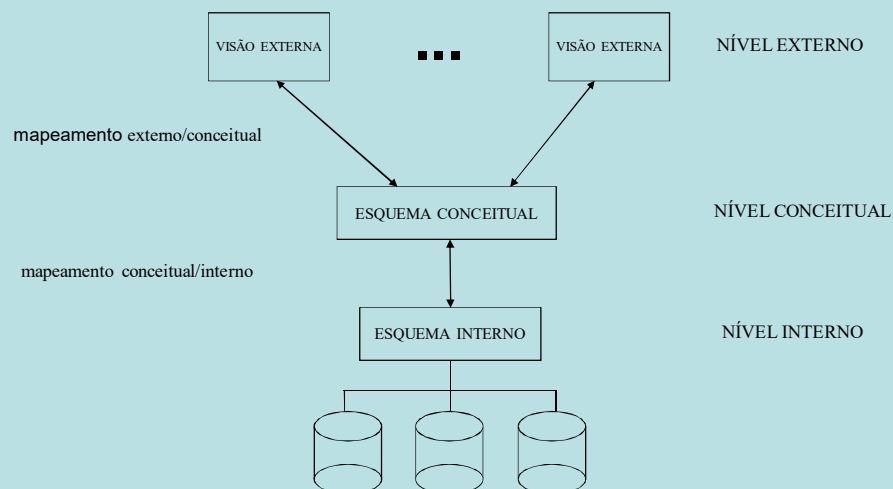 VISÃO EXTERNA
VISÃO EXTERNA
NÍVEL EXTERNO
mapeamento externo/conceitual
ESQUEMA CONCEITUAL
NÍVEL CONCEITUAL
mapeamento conceitual/interno
ESQUEMA INTERNO
NÍVEL INTERNO